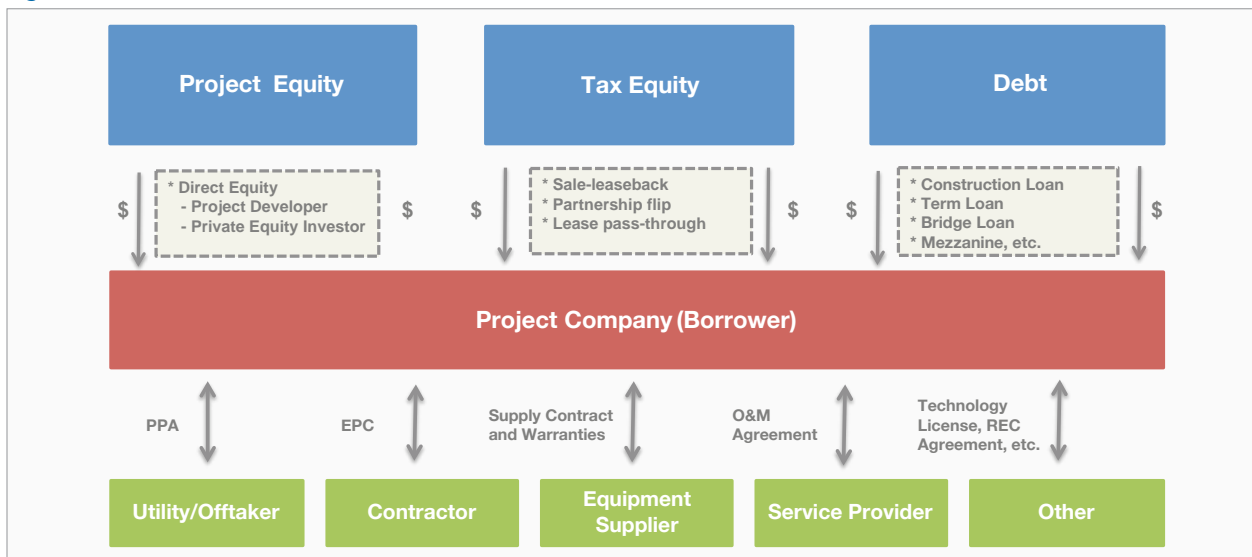 Project Equity
Tax Equity
Debt
$
* Direct Equity
- Project Developer
- Private Equity Investor
$
$
* Sale-leaseback
* Partnership flip
* Lease pass-through
$
$
* Construction Loan
* Term Loan
* Bridge Loan
* Mezzanine, etc.
$
Project Company (Borrower)
PPA
EPC
Supply Contract
and Warranties
O&M
Agreement
Technology
License, REC
Agreement, etc.
Utility/Offtaker
Contractor
Equipment
Supplier
Service Provider
Other